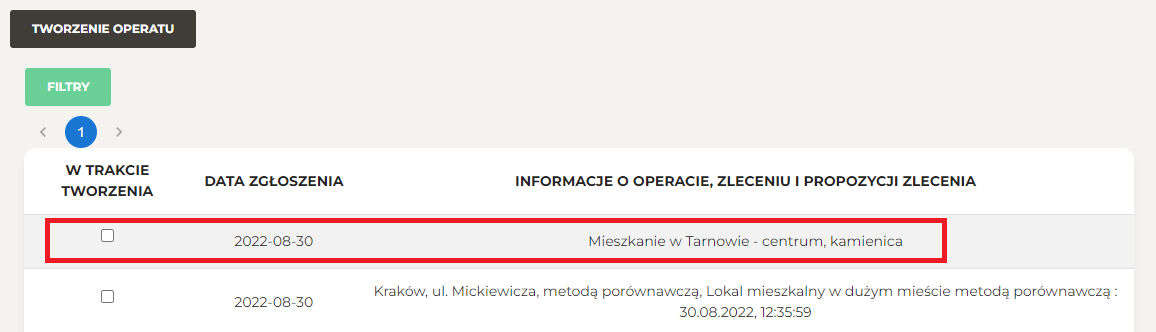 TWORZENIE OPERATU
FILTRY
1
W TRAKCIE
TWORZENIA
DATA ZGŁOSZENIA
INFORMACJE O OPERACIE, ZLECENIU I PROPOZYCJI ZLECENIA
2022-08-30
Mieszkanie w Tarnowie - centrum, kamienica
2022-08-30
Kraków, ul. Mickiewicza, metodą porównawczą, Lokal mieszkalny w dużym mieście metodą porównawczą :
30.08.2022, 12:35:59